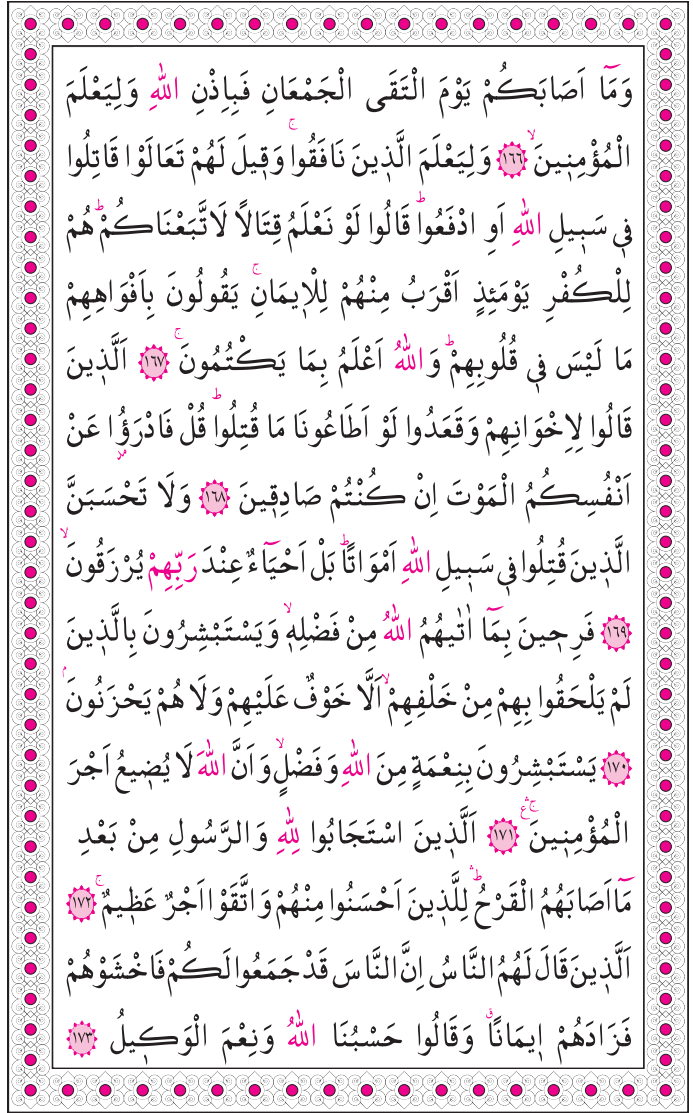 وَمَٓا اَصَابَكُمْ يَوْمَ الْتَقَى الْجَمْعَانِ فَبِاِذْنِ اللّٰهِ وَلِيَعْلَمَ
الْمُؤْمِن۪ينَۙ ﴿١٦٦﴾ وَلِيَعْلَمَ الَّذ۪ينَ نَافَقُواۚ وَق۪يلَ لَهُمْ تَعَالَوْا قَاتِلُوا
ف۪ي سَب۪يلِ اللّٰهِ اَوِ ادْفَعُواۜ قَالُوا لَوْ نَعْلَمُ قِتَالًا لَاتَّبَعْنَاكُمْۜ هُمْ
لِلْكُفْرِ يَوْمَئِذٍ اَقْرَبُ مِنْهُمْ لِلْا۪يمَانِۚ يَقُولُونَ بِاَفْوَاهِهِمْ
مَا لَيْسَ ف۪ي قُلُوبِهِمْۜ وَاللّٰهُ اَعْلَمُ بِمَا يَكْتُمُونَۚ ﴿١٦٧﴾ اَلَّذ۪ينَ
قَالُوا لِاِخْوَانِهِمْ وَقَعَدُوا لَوْ اَطَاعُونَا مَا قُتِلُواۜ قُلْ فَادْرَؤُ۫ا عَنْ
اَنْفُسِكُمُ الْمَوْتَ اِنْ كُنْتُمْ صَادِق۪ينَ ﴿١٦٨﴾ وَلَا تَحْسَبَنَّ
الَّذ۪ينَ قُتِلُوا ف۪ي سَب۪يلِ اللّٰهِ اَمْوَاتًاۜ بَلْ اَحْيَٓاءٌ عِنْدَ رَبِّهِمْ يُرْزَقُونَۙ
﴿١٦٩﴾ فَرِح۪ينَ بِمَٓا اٰتٰيهُمُ اللّٰهُ مِنْ فَضْلِه۪ۙ وَيَسْتَبْشِرُونَ بِالَّذ۪ينَ
لَمْ يَلْحَقُوا بِهِمْ مِنْ خَلْفِهِمْۙ اَلَّا خَوْفٌ عَلَيْهِمْ وَلَا هُمْ يَحْزَنُونَۢ
﴿١٧٠﴾ يَسْتَبْشِرُونَ بِنِعْمَةٍ مِنَ اللّٰهِ وَفَضْلٍۙ وَاَنَّ اللّٰهَ لَا يُض۪يعُ اَجْرَ
الْمُؤْمِن۪ينَۚۛ ﴿١٧١﴾ اَلَّذ۪ينَ اسْتَجَابُوا لِلّٰهِ وَالرَّسُولِ مِنْ بَعْدِ
مَٓا اَصَابَهُمُ الْقَرْحُۜۛ لِلَّذ۪ينَ اَحْسَنُوا مِنْهُمْ وَاتَّقَوْا اَجْرٌ عَظ۪يمٌۚ ﴿١٧٢﴾
اَلَّذ۪ينَ قَالَ لَهُمُ النَّاسُ اِنَّ النَّاسَ قَدْ جَمَعُوا لَكُمْ فَاخْشَوْهُمْ
فَزَادَهُمْ ا۪يمَانًاۗ وَقَالُوا حَسْبُنَا اللّٰهُ وَنِعْمَ الْوَك۪يلُ ﴿١٧٣﴾